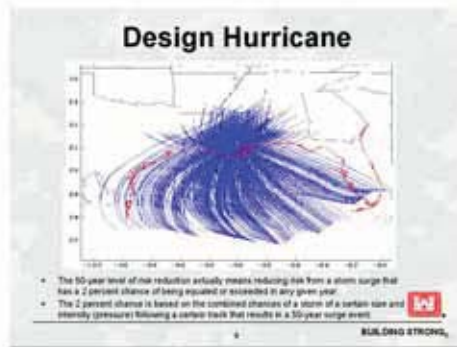 Design Hurricane
• The 50-year level of risk reduction actually means reducing risk from a storm surge that
has a 2 percent chance of being equaled or exceeded in any given year.
• The 2 percent chance is based on the combined chances of a storm of a certain size and
intensity (pressure) following a certain track that results in a 50-year surge event.
BUILDING STRONG®